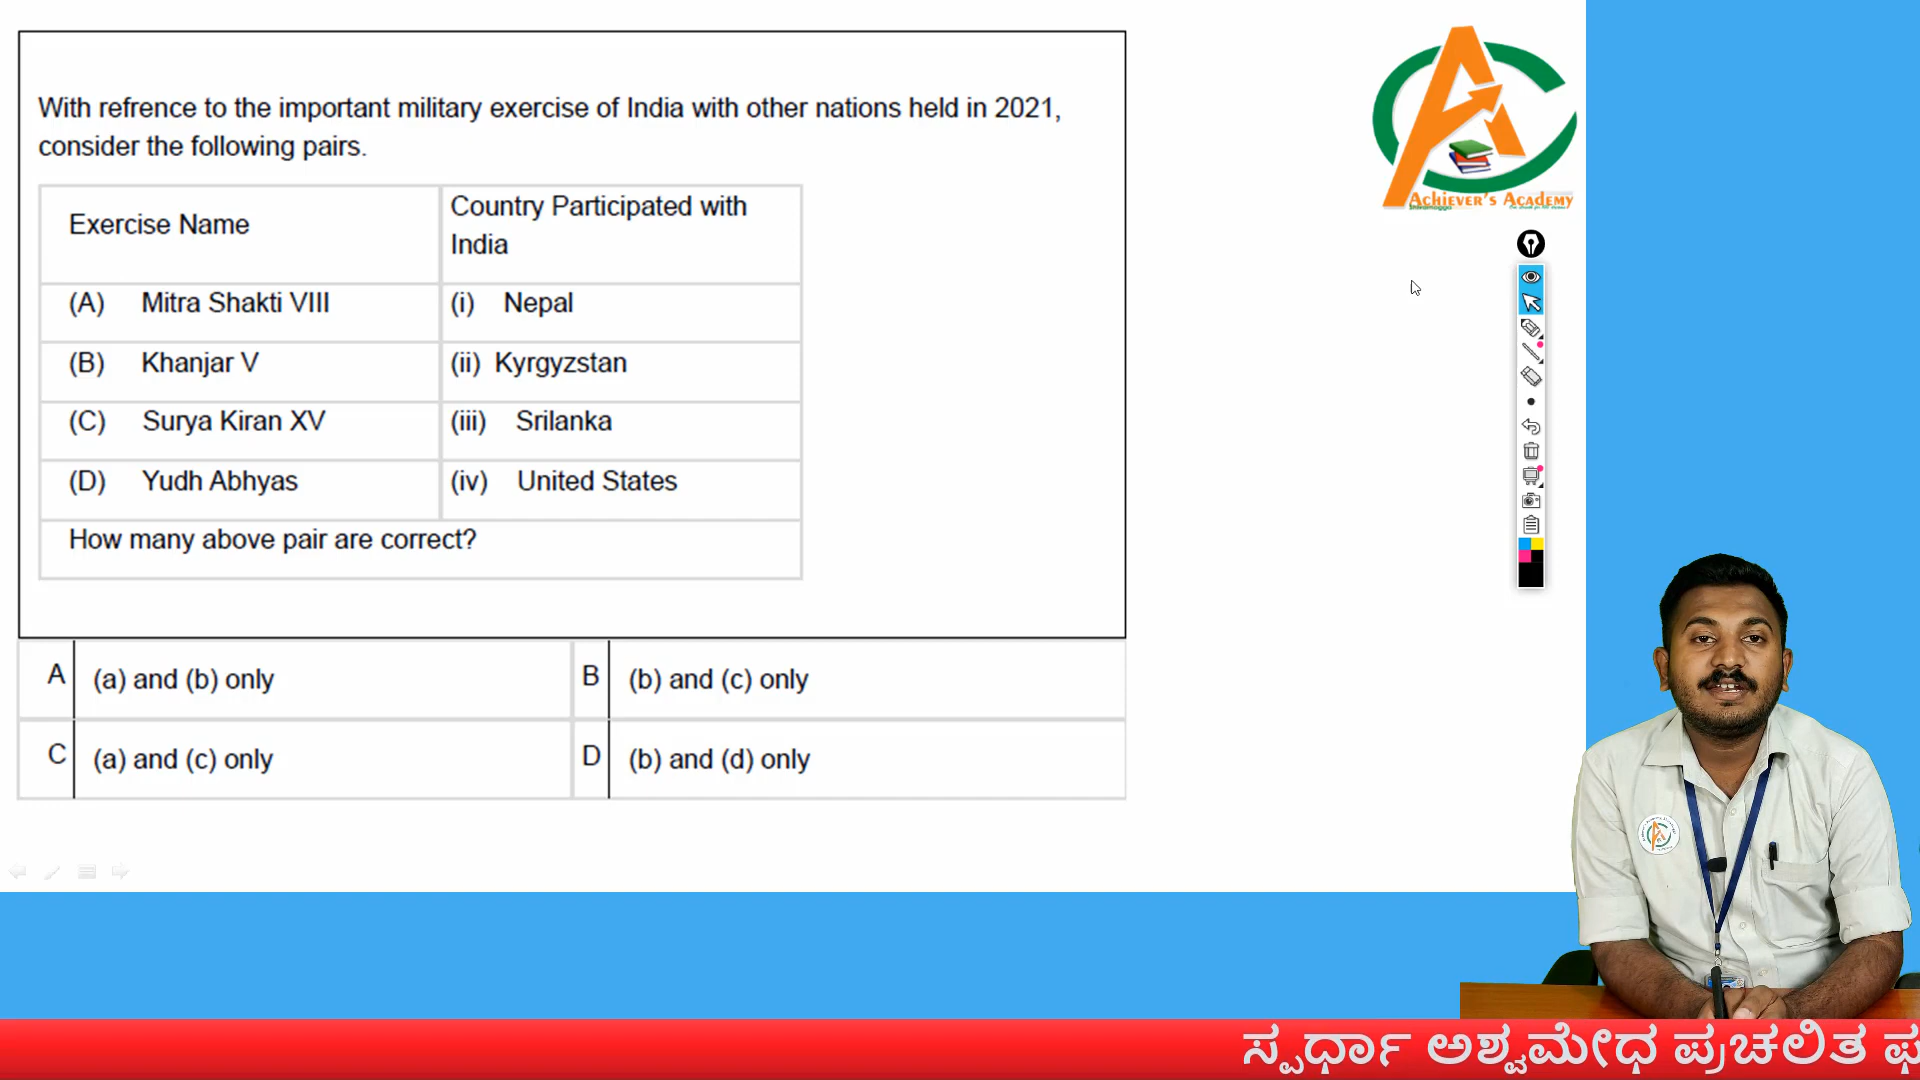 With refrence to the important military exercise of India with other nations held in 2021,
consider the following pairs.
Exercise Name
Country Participated with
India
(A) Mitra Shakti VIII (i) Nepal
(B) Khanjar V (ii) Kyrgyzstan
(C) Surya Kiran XV (iii) Srilanka
(D) Yudh Abhyas (iv) United States
How many above pair are correct?
A (a) and (b) only B (b) and (c) only
C (a) and (c) only D (b) and (d) only
ACHIEVER'S ACADEMY
Shivamogga
ಸ್ಪರ್ಧಾ ಅಶ್ವಮೇಧ ಪ್ರಚಲಿತ ಘ